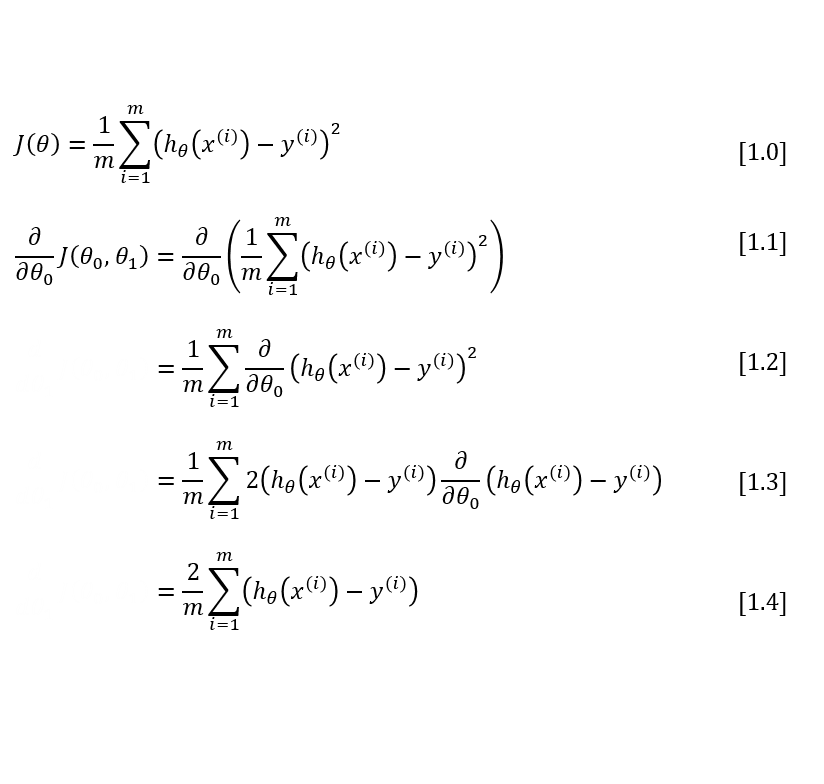 J(θ) = 1/m ∑_{i=1}^{m} (h_θ(x^{(i)}) − y^{(i)})^2 [1.0]
∂/∂θ_0 J(θ_0, θ_1) = ∂/∂θ_0 (1/m ∑_{i=1}^{m} (h_θ(x^{(i)}) − y^{(i)})^2) [1.1]
= 1/m ∑_{i=1}^{m} ∂/∂θ_0 (h_θ(x^{(i)}) − y^{(i)})^2 [1.2]
= 1/m ∑_{i=1}^{m} 2(h_θ(x^{(i)}) − y^{(i)}) ∂/∂θ_0 (h_θ(x^{(i)}) − y^{(i)}) [1.3]
= 2/m ∑_{i=1}^{m} (h_θ(x^{(i)}) − y^{(i)}) [1.4]